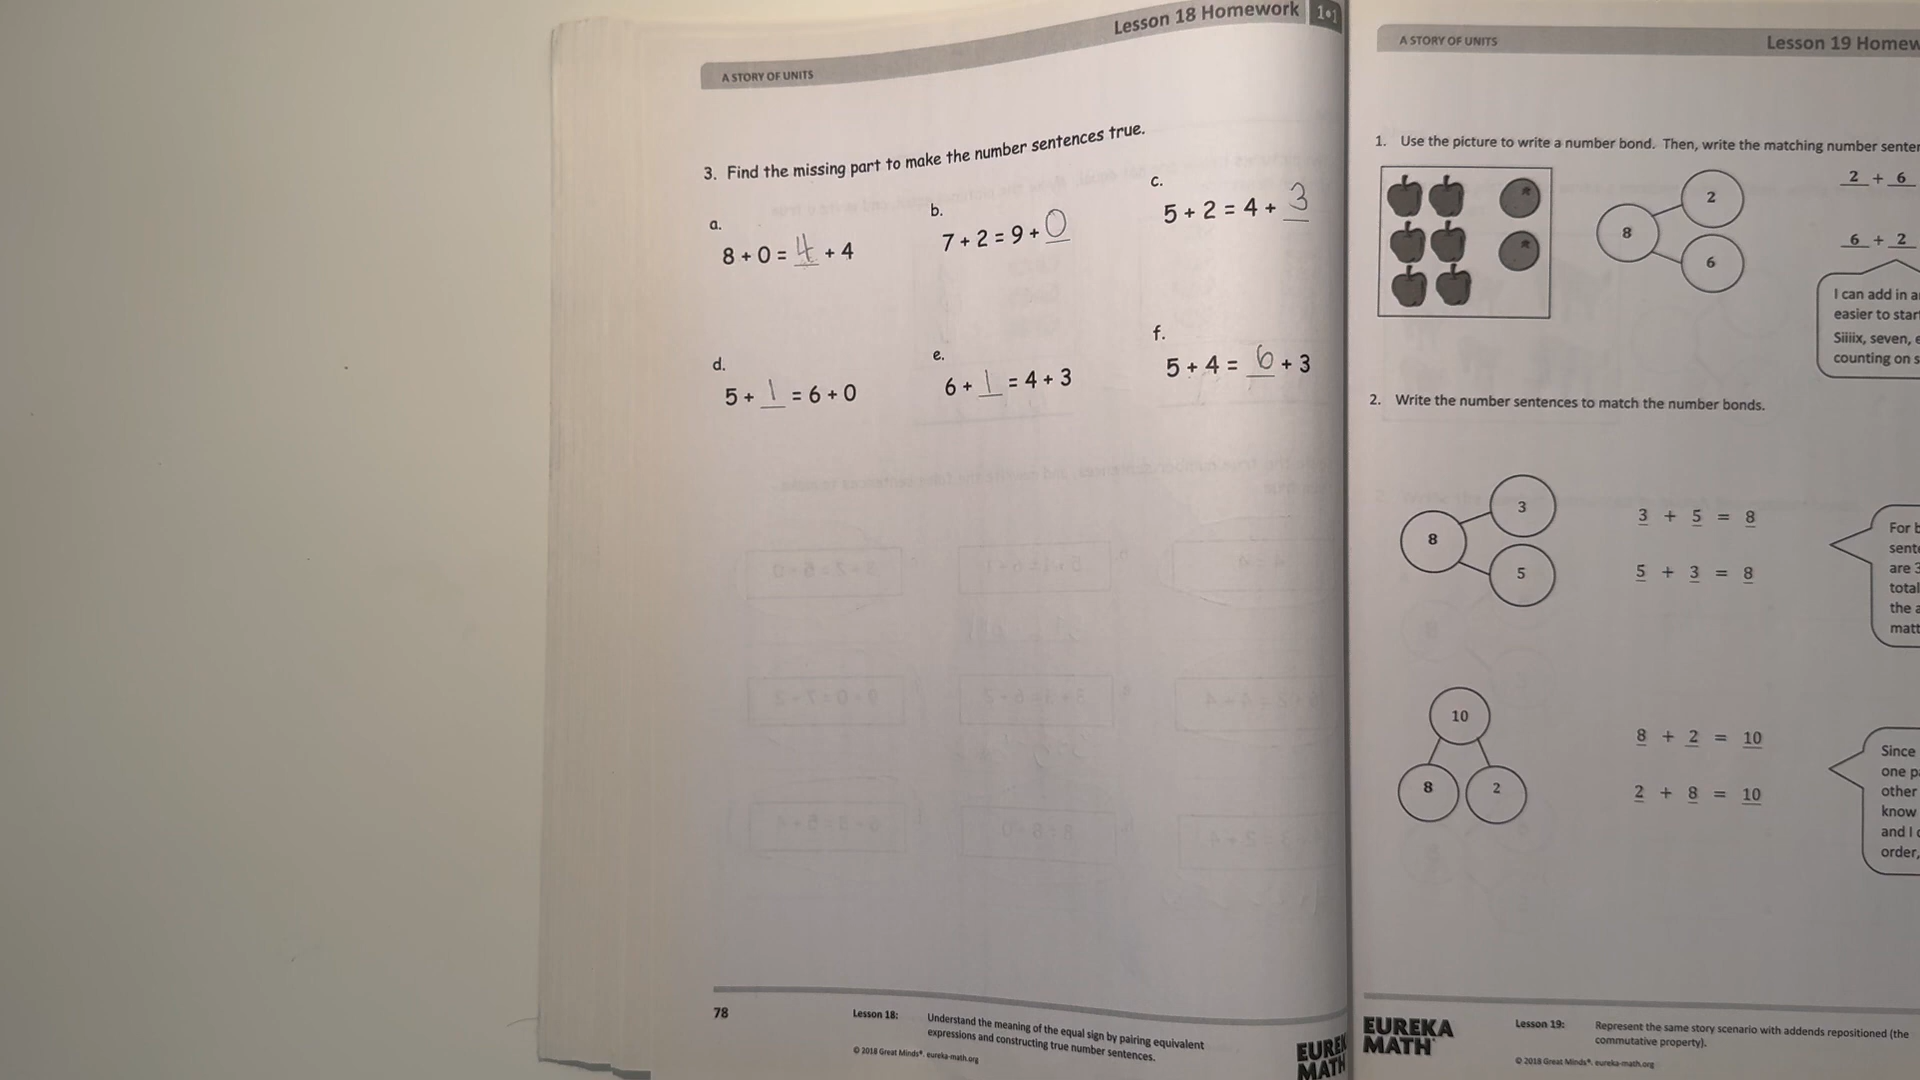 Lesson 18 Homework 1•1
A STORY OF UNITS
3. Find the missing part to make the number sentences true.
a.
8 + 0 = 4 + 4
b.
7 + 2 = 9 + 0
c.
5 + 2 = 4 + 3
d.
5 + 1 = 6 + 0
e.
6 + 1 = 4 + 3
f.
5 + 4 = 6 + 3
78
Lesson 18: Understand the meaning of the equal sign by pairing equivalent
expressions and constructing true number sentences.
© 2018 Great Minds®. eureka-math.org
EUREK
MATH
A STORY OF UNITS
Lesson 19
1. Use the picture to write a number bond. Then, write the matching number
8
2
6
2 + 6
6 + 2
I can add in
easier to
Siiiix, seven,
counting on
2. Write the number sentences to match the number bonds.
8
3
5
3 + 5 = 8
5 + 3 = 8
For
are 3
total
the
10
8
2
8 + 2 = 10
2 + 8 = 10
Since
one
other
know
and I
order,
EUREKA
MATH
Lesson 19: Represent the same story scenario with addends repositioned (the
commutative property).
© 2018 Great Minds®. eureka-math.org